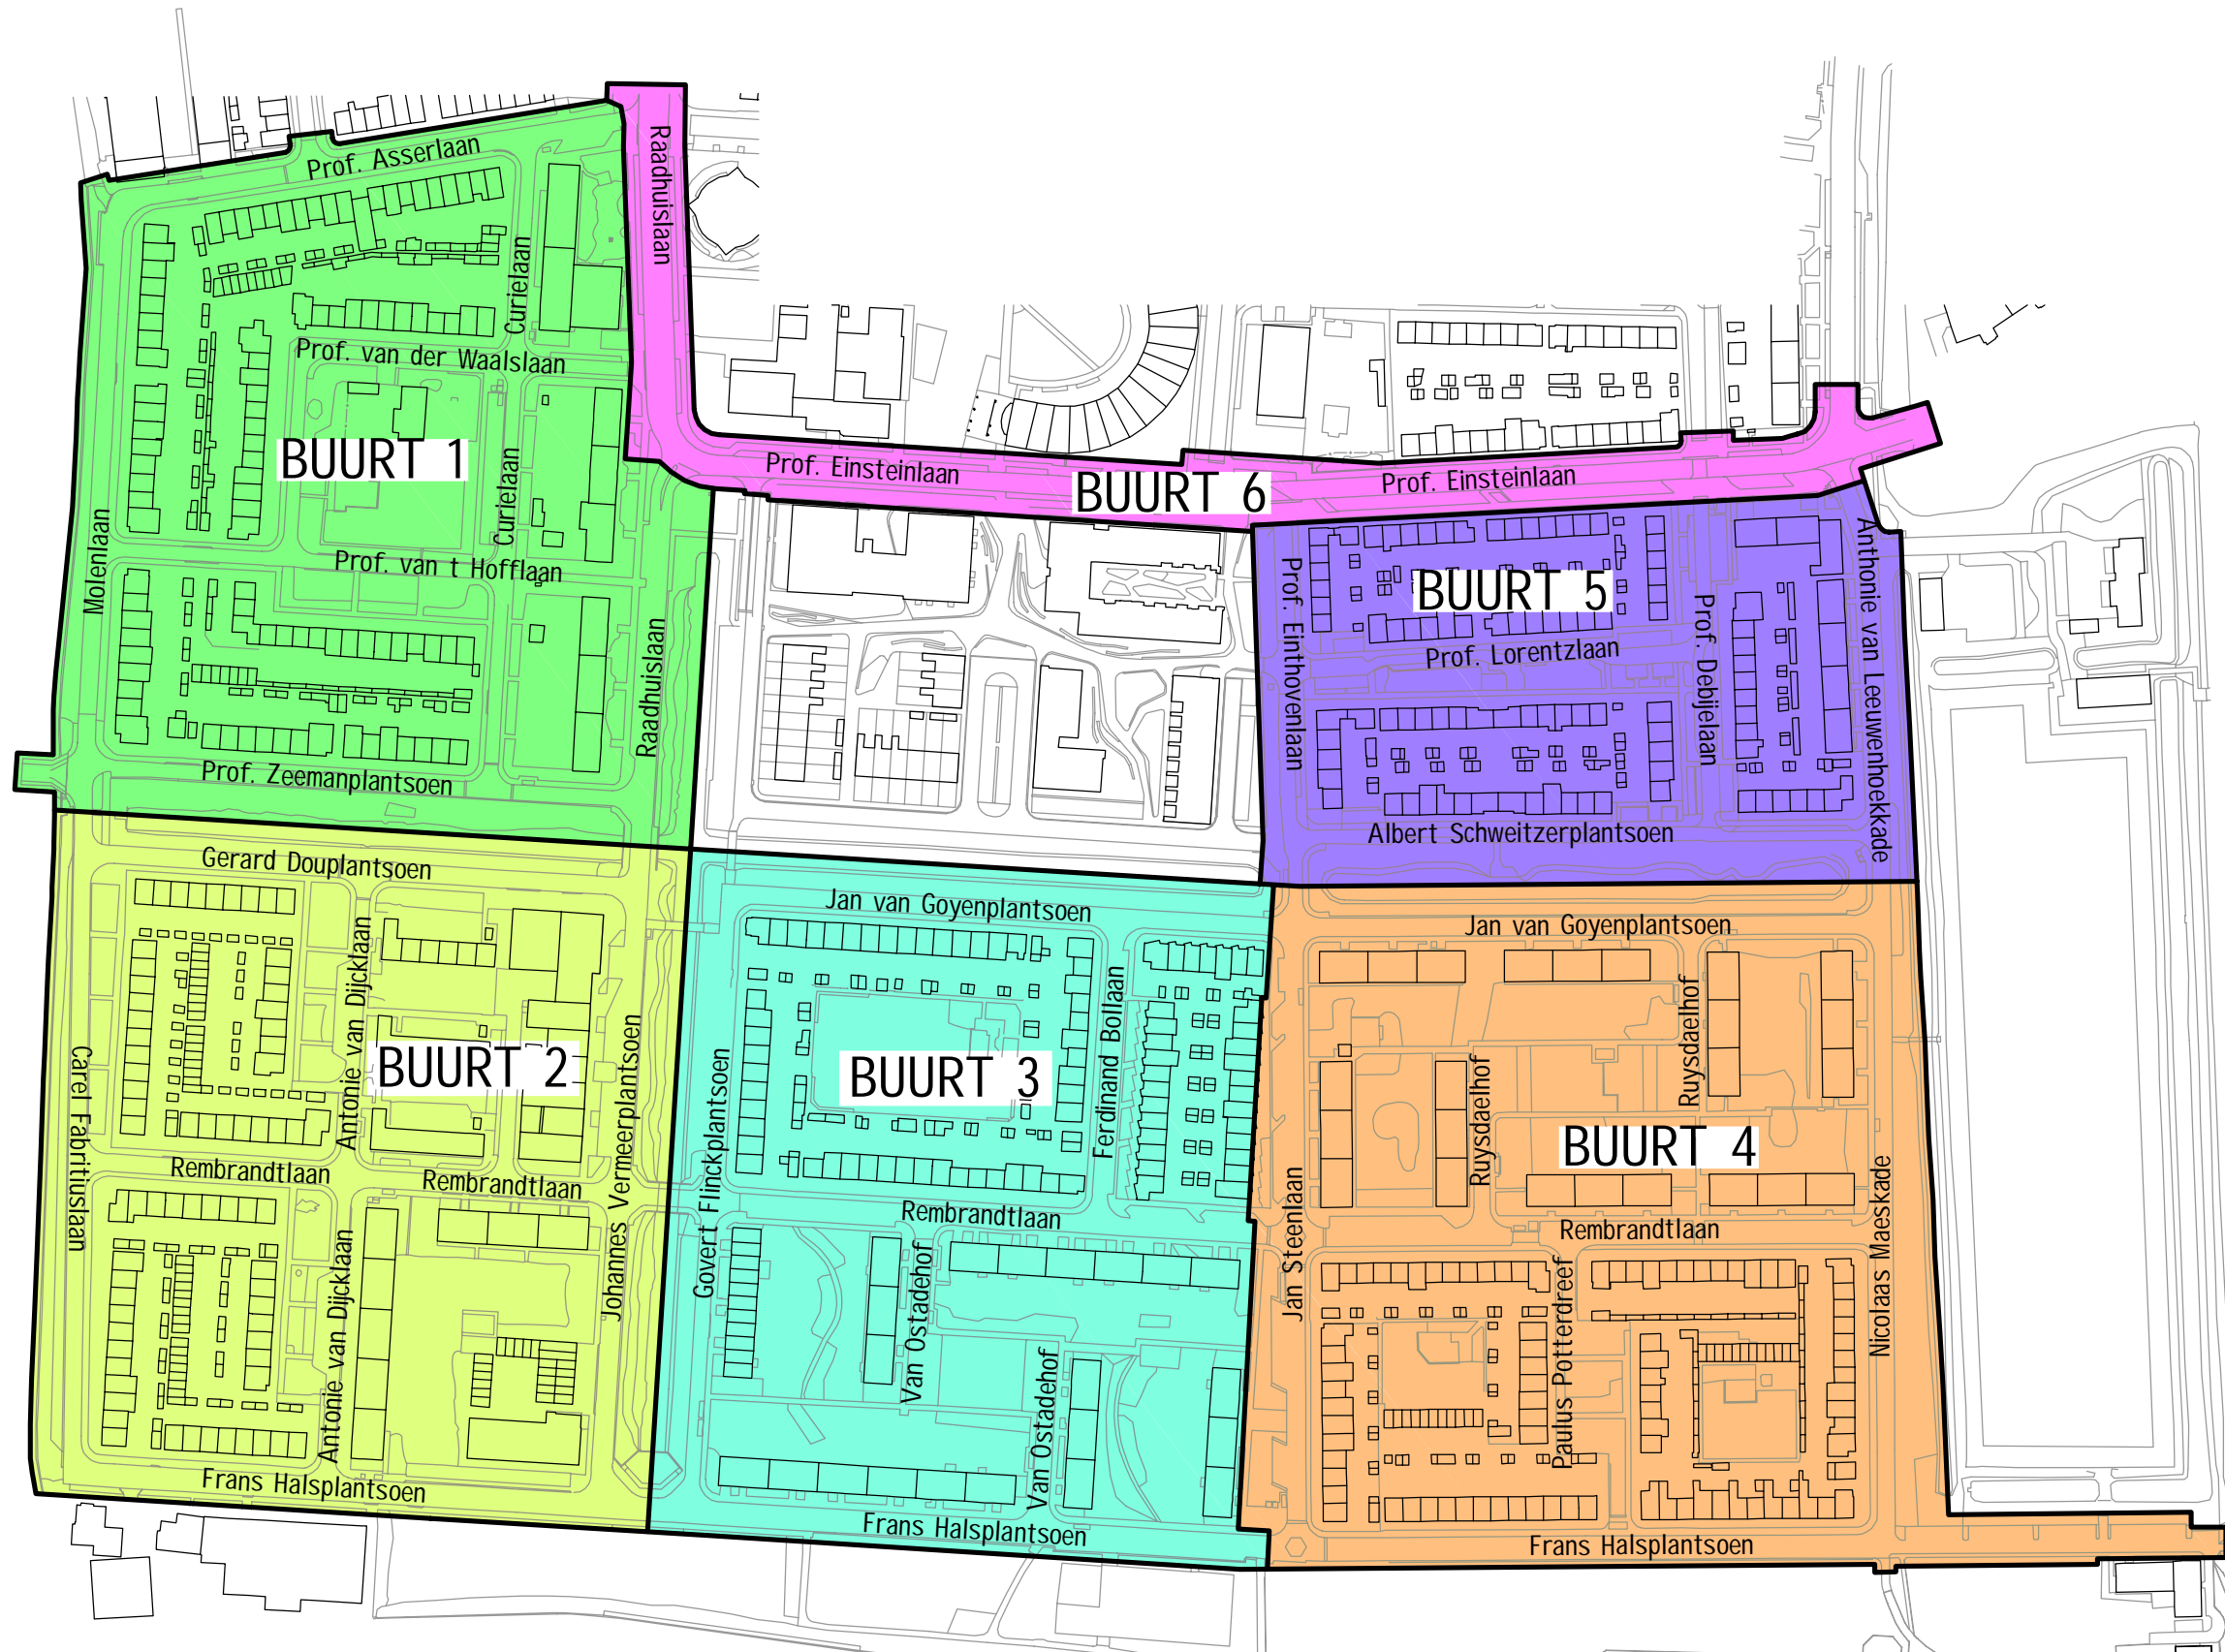 Prof. Asserlaan
Raadhuislaan
Curielaan
Prof. van der Waalslaan
BUURT 1
Curielaan
Molenlaan
Prof. van t Hofflaan
Raadhuislaan
Prof. Zeemanplantsoen
Prof. Einsteinlaan
BUURT 6
Prof. Einsteinlaan
Prof. Einthovenlaan
BUURT 5
Prof. Lorentzlaan
Prof. Debijelaan
Anthonie van Leeuwenhoekkade
Albert Schweitzerplantsoen
Gerard Douplantsoen
Antonie van Dijcklaan
BUURT 2
Carel Fabritiuslaan
Johannes Vermeerplantsoen
Rembrandtlaan
Rembrandtlaan
Antonie van Dijcklaan
Frans Halsplantsoen
Jan van Goyenplantsoen
Ferdinand Bollaan
BUURT 3
Govert Flinckplantsoen
Rembrandtlaan
Van Ostadehof
Van Ostadehof
Frans Halsplantsoen
Jan van Goyenplantsoen
Ruysdaelhof
Ruysdaelhof
BUURT 4
Jan Steenlaan
Rembrandtlaan
Nicolaas Maeskade
Paulus Potterdreef
Frans Halsplantsoen